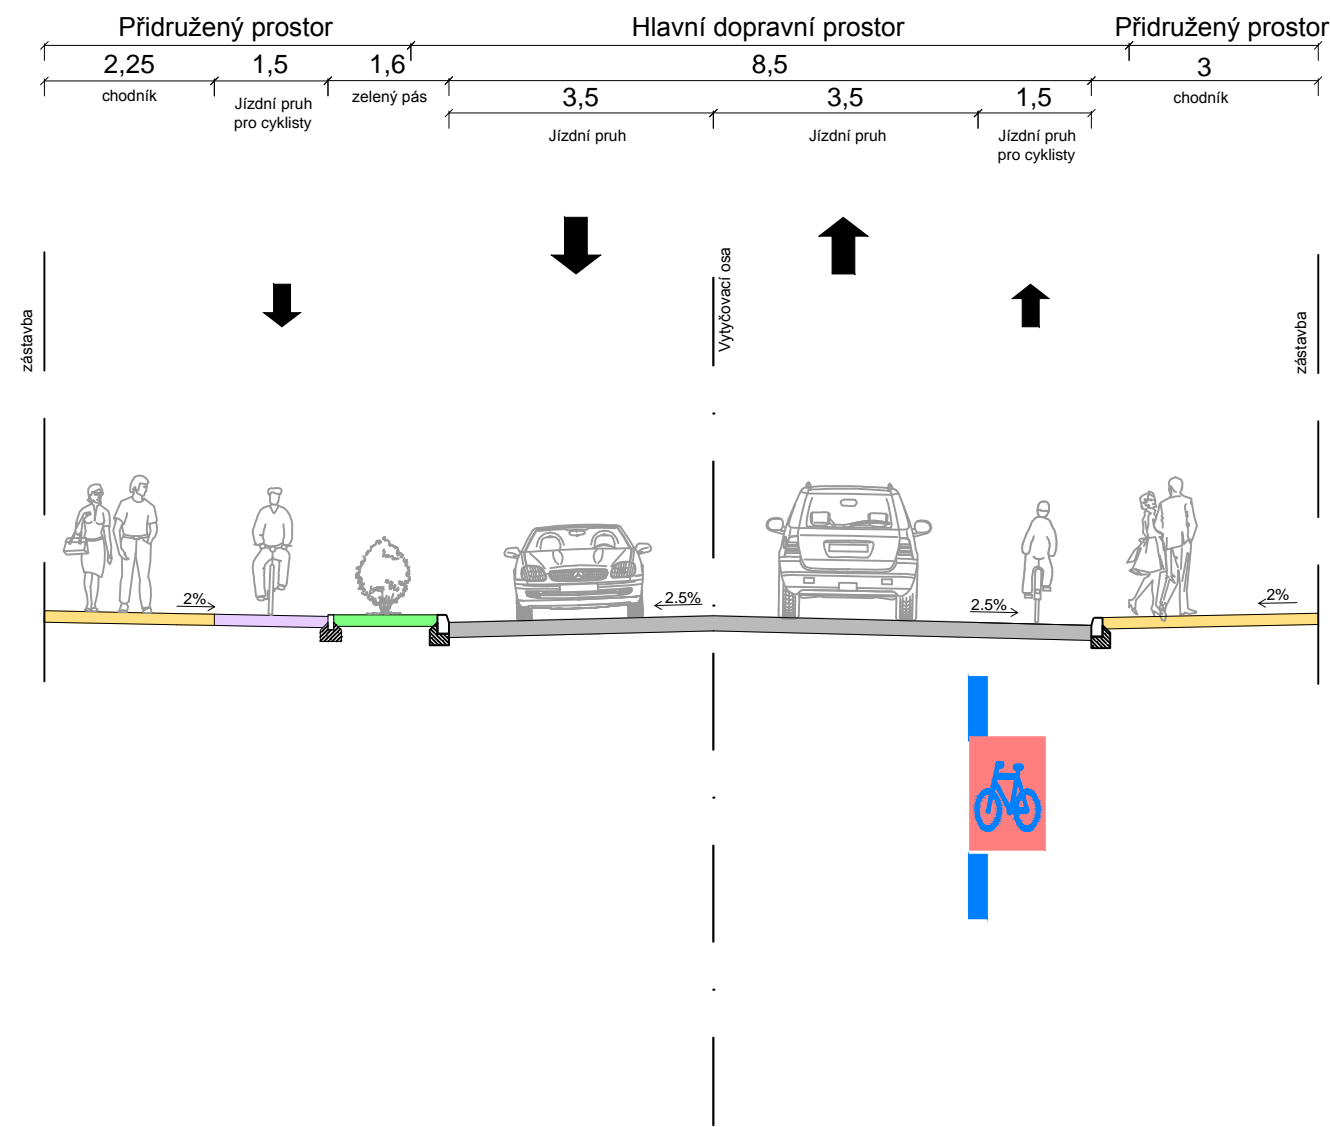 Přidružený prostor
Hlavní dopravní prostor
Přidružený prostor
2,25
1,5
1,6
8,5
3
chodník
Jízdní pruh
pro cyklisty
zelený pás
chodník
3,5
3,5
1,5
Jízdní pruh
Jízdní pruh
Jízdní pruh
pro cyklisty
zástavba
Vytyčovací osa
zástavba
2%
2.5%
2.5%
2%